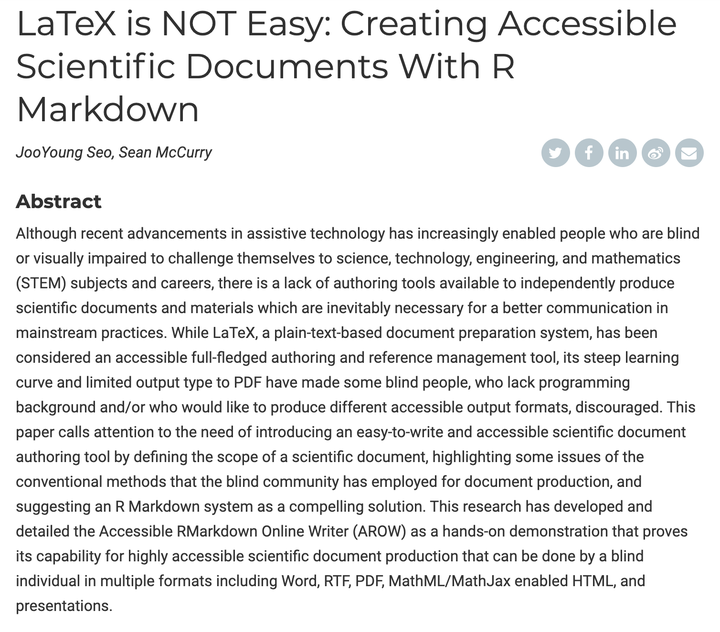 LaTeX is NOT Easy: Creating Accessible
Scientific Documents With R
Markdown
JooYoung Seo, Sean McCurry
Abstract
Although recent advancements in assistive technology has increasingly enabled people who are blind
or visually impaired to challenge themselves to science, technology, engineering, and mathematics
(STEM) subjects and careers, there is a lack of authoring tools available to independently produce
scientific documents and materials which are inevitably necessary for a better communication in
mainstream practices. While LaTeX, a plain-text-based document preparation system, has been
considered an accessible full-fledged authoring and reference management tool, its steep learning
curve and limited output type to PDF have made some blind people, who lack programming
background and/or who would like to produce different accessible output formats, discouraged. This
paper calls attention to the need of introducing an easy-to-write and accessible scientific document
authoring tool by defining the scope of a scientific document, highlighting some issues of the
conventional methods that the blind community has employed for document production, and
suggesting an R Markdown system as a compelling solution. This research has developed and
detailed the Accessible RMarkdown Online Writer (AROW) as a hands-on demonstration that proves
its capability for highly accessible scientific document production that can be done by a blind
individual in multiple formats including Word, RTF, PDF, MathML/MathJax enabled HTML, and
presentations.